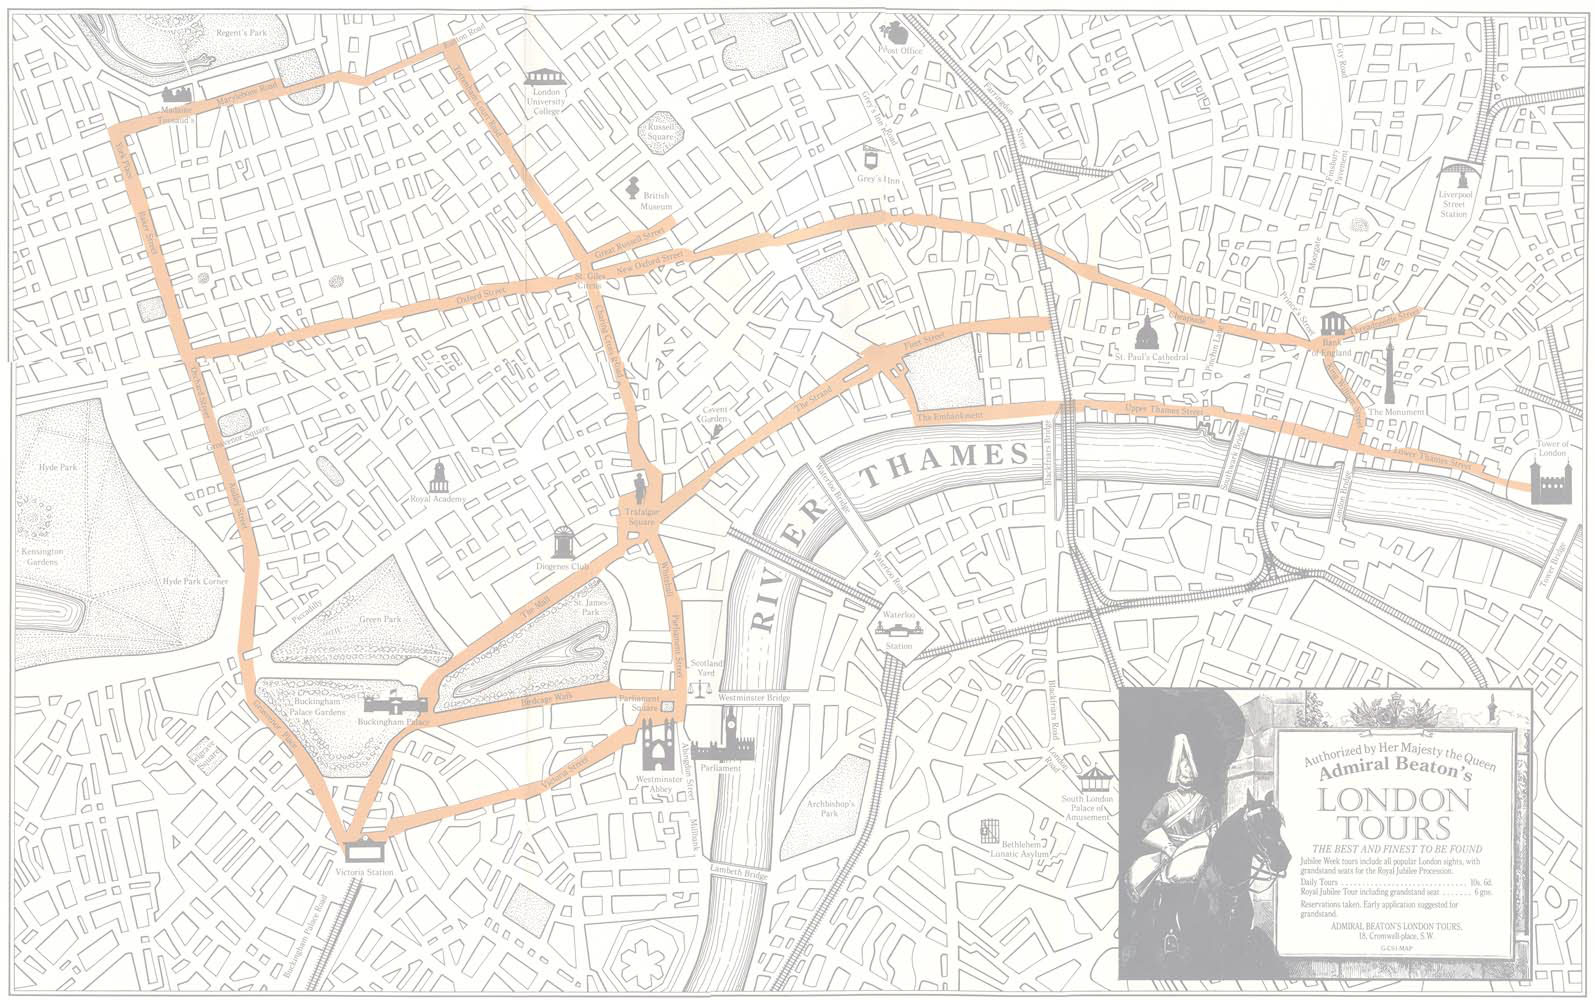 Regent's Park
Euston Road
Post Office
Madame
Tussaud's
Marylebone Road
Tottenham Court Road
London
University
College
Russell
Square
Grey's Inn Road
Farringdon
Street
City Road
Finsbury
Pavement
Grey's Inn
Liverpool
Street
Station
York Place
Baker Street
British
Museum
Great Russell Street
New Oxford Street
St. Giles
Circus
Oxford Street
Moorgate
Prince's Street
Cheapside
Threadneedle Street
Bank
of England
St. Paul's Cathedral
King William Street
The Monument
Charing Cross Road
Fleet Street
The Strand
The Embankment
Upper Thames Street
Lower Thames Street
Tower of
London
Orchard Street
Grosvenor Square
Audley Street
Covent
Garden
Royal Academy
Trafalgar
Square
Hyde Park
Kensington
Gardens
Hyde Park Corner
Piccadilly
Green Park
Diogenes Club
The Mall
St. James
Park
Whitehall
Parliament Street
RIVER THAMES
Waterloo Bridge
Waterloo Road
Blackfriars Bridge
Southwark Bridge
London Bridge
Tower Bridge
Waterloo
Station
Scotland
Yard
Westminster Bridge
Parliament
Square
Birdcage Walk
Buckingham
Palace Gardens
Buckingham Palace
Grosvenor Place
Belgrave
Square
Victoria Street
Westminster
Abbey
Abingdon Street
Parliament
Millbank
Lambeth Bridge
Archbishop's
Park
Blackfriars Road
London
Road
South London
Palace of
Amusement
Bethlehem
Lunatic Asylum
Victoria Station
Buckingham Palace Road
Authorized by Her Majesty the Queen
Admiral Beaton's
LONDON
TOURS
THE BEST AND FINEST TO BE FOUND
Jubilee Week tours include all popular London sights, with
grandstand seats for the Royal Jubilee Procession.
Daily Tours . . . . . . . . . . . . . . . . . . . . . . 10s. 6d.
Royal Jubilee Tour including grandstand seat . . . . . . . 6 gns.
Reservations taken. Early application suggested for
grandstand.
ADMIRAL BEATON'S LONDON TOURS,
18, Cromwell-place, S.W.
G-CS1-MAP